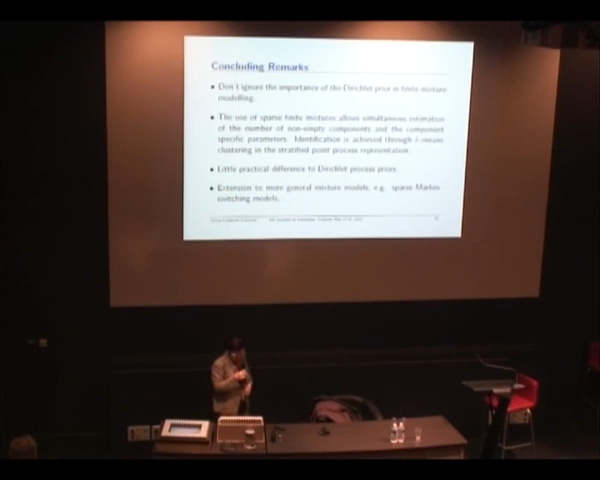 Concluding Remarks
• Don't ignore the importance of the Dirichlet prior in finite mixture
modelling.
• The use of sparse finite mixtures allows simultaneous estimation
of the number of non-empty components and the component
specific parameters. Identification is achieved through k-means
clustering in the stratified point process representation.
• Little practical difference to Dirichlet process priors.
• Extension to more general mixture models, e.g. sparse Markov
switching models.